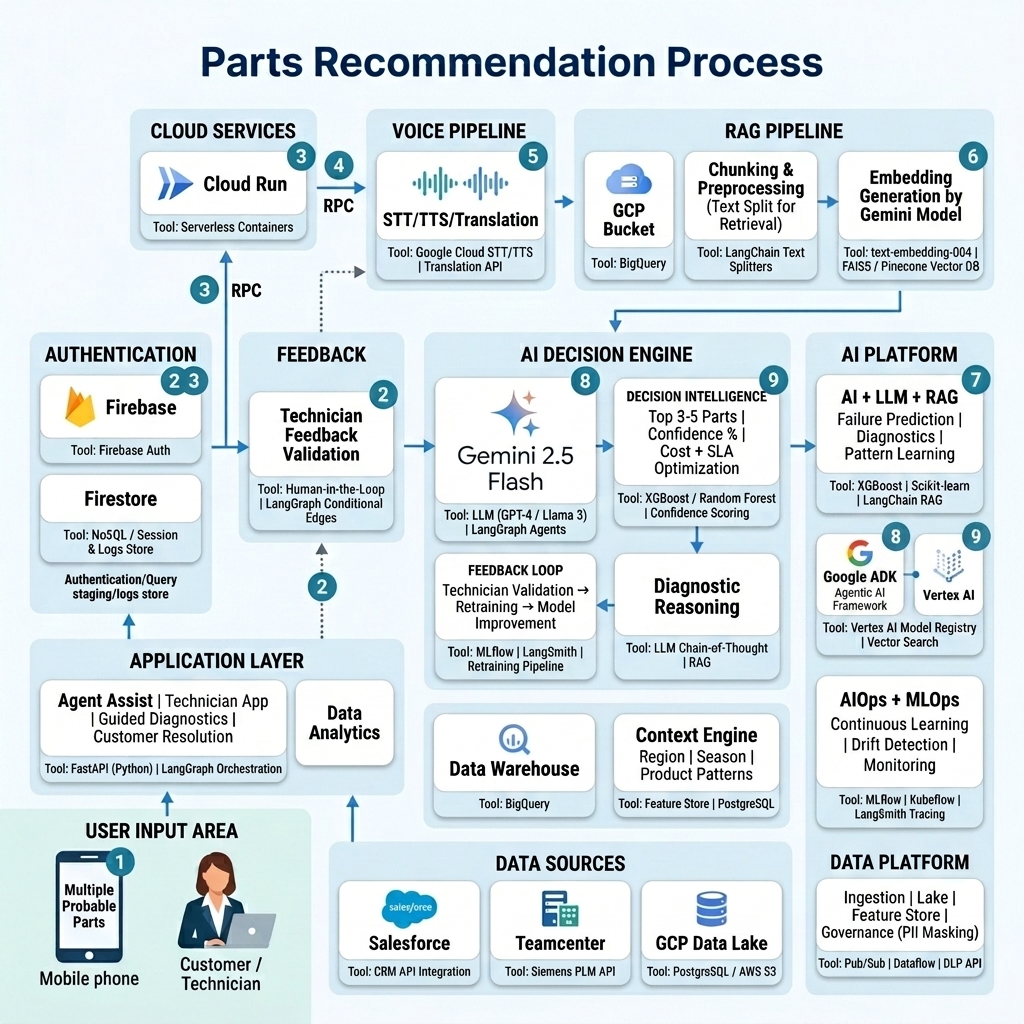 Parts Recommendation Process
CLOUD SERVICES
3
Cloud Run
Tool: Serverless Containers
4
RPC
3
RPC
VOICE PIPELINE
5
STT/TTS/Translation
Tool: Google Cloud STT/TTS
| Translation API
RAG PIPELINE
GCP
Bucket
Tool: BigQuery
Chunking &
Preprocessing
(Text Split for
Retrieval)
Tool: LangChain Text
Splitters
6
Embedding
Generation by
Gemini Model
Tool: text-embedding-004 |
FAIS5 / Pinecone Vector D8
AUTHENTICATION
2 3
Firebase
Tool: Firebase Auth
Firestore
Tool: No5QL / Session
& Logs Store
Authentication/Query
staging/logs store
FEEDBACK
2
Technician
Feedback
Validation
Tool: Human-in-the-Loop
| LangGraph Conditional
Edges
2
AI DECISION ENGINE
8
Gemini 2.5
Flash
Tool: LLM (GPT-4 / Llama 3)
| LangGraph Agents
9
DECISION INTELLIGENCE
Top 3-5 Parts |
Confidence % |
Cost + SLA
Optimization
Tool: XGBoost / Random Forest
| Confidence Scoring
FEEDBACK LOOP
Technician Validation →
Retraining → Model
Improvement
Tool: MLflow | LangSmith |
Retraining Pipeline
Diagnostic
Reasoning
Tool: LLM Chain-of-Thought
| RAG
AI PLATFORM
7
AI + LLM + RAG
Failure Prediction |
Diagnostics |
Pattern Learning
Tool: XGBoost | Scikit-learn
| LangChain RAG
8
Google ADK
Agentic AI
Framework
9
Vertex AI
Tool: Vertex AI Model Registry
| Vector Search
AIOps + MLOps
Continuous Learning
| Drift Detection |
Monitoring
Tool: MLflow | Kubeflow |
LangSmith Tracing
APPLICATION LAYER
Agent Assist | Technician App
| Guided Diagnostics |
Customer Resolution
Tool: FastAPI (Python) | LangGraph Orchestration
Data
Analytics
Data Warehouse
Tool: BigQuery
Context Engine
Region | Season |
Product Patterns
Tool: Feature Store | PostgreSQL
USER INPUT AREA
1
Multiple
Probable
Parts
Mobile phone
Customer /
Technician
DATA SOURCES
salesforce
Salesforce
Tool: CRM API Integration
Teamcenter
Tool: Siemens PLM API
GCP Data Lake
Tool: PostgreSQL / AWS S3
DATA PLATFORM
Ingestion | Lake |
Feature Store |
Governance (PII Masking)
Tool: Pub/Sub | Dataflow | DLP API